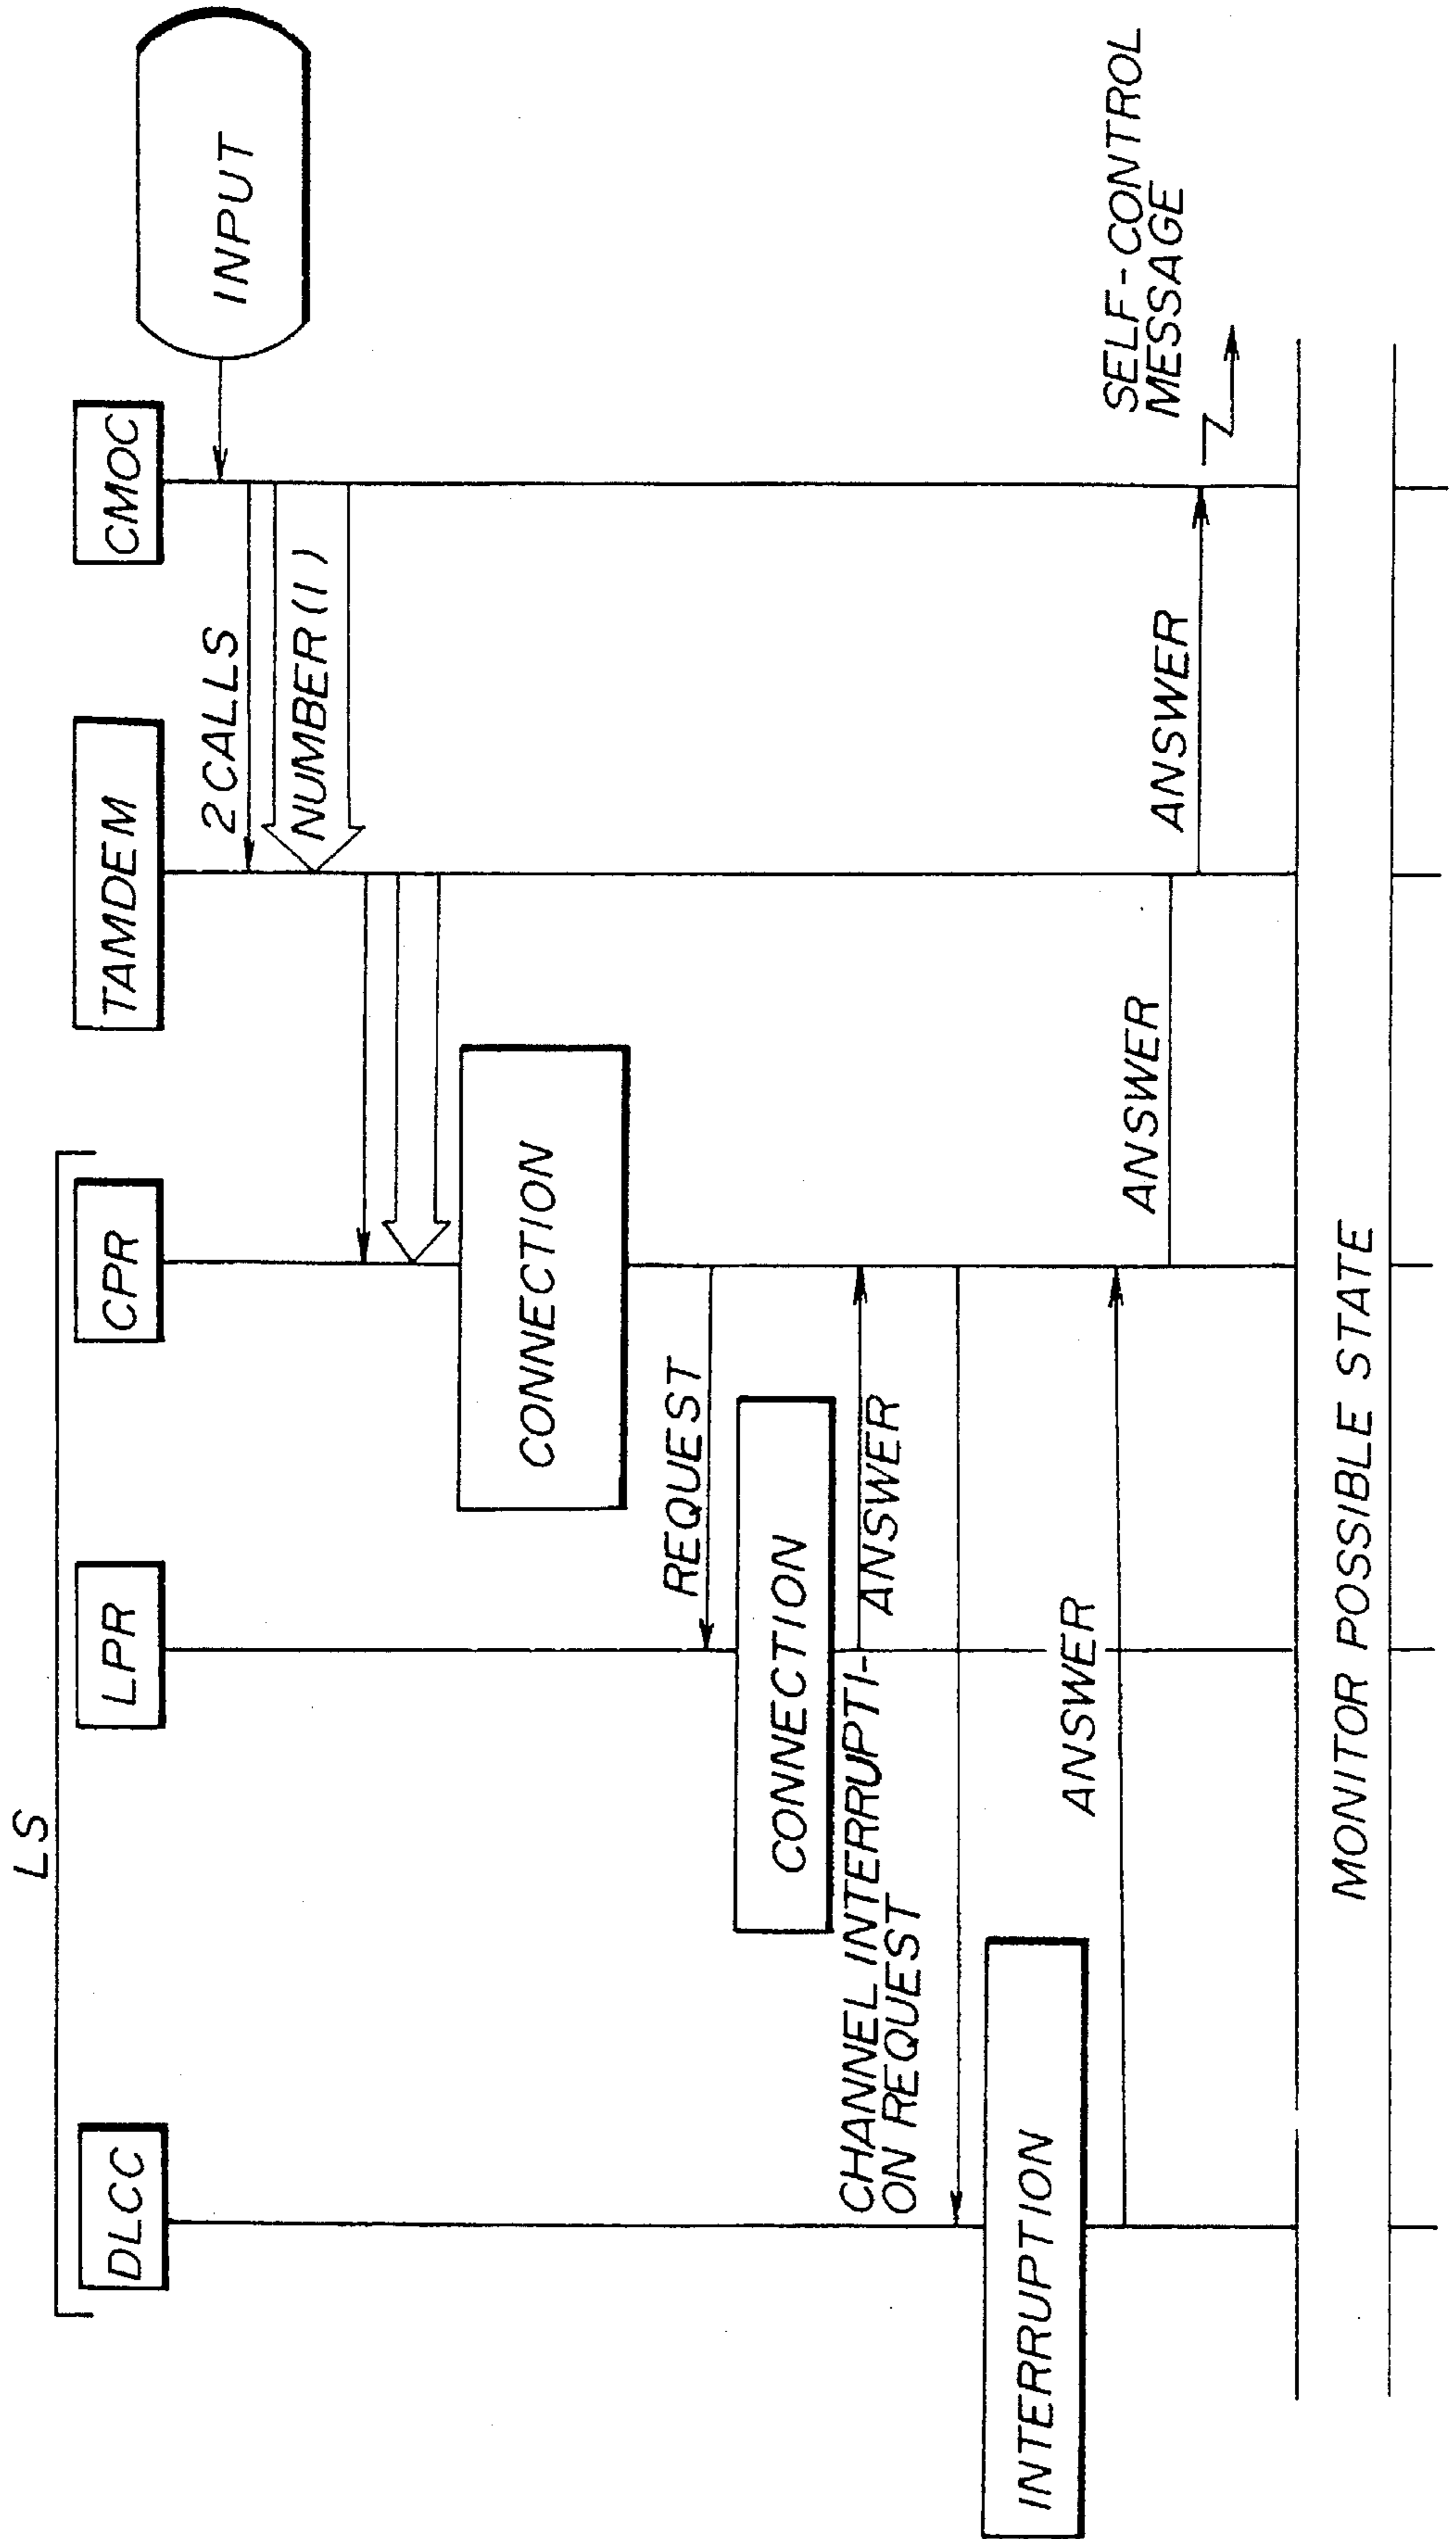 LS
DLCC
LPR
CPR
TAMDEM
CMOC
INPUT
2 CALLS
NUMBER (1)
CONNECTION
REQUEST
CONNECTION
ANSWER
CHANNEL INTERRUPTI-
ON REQUEST
INTERRUPTION
ANSWER
ANSWER
ANSWER
SELF-CONTROL
MESSAGE
MONITOR POSSIBLE STATE